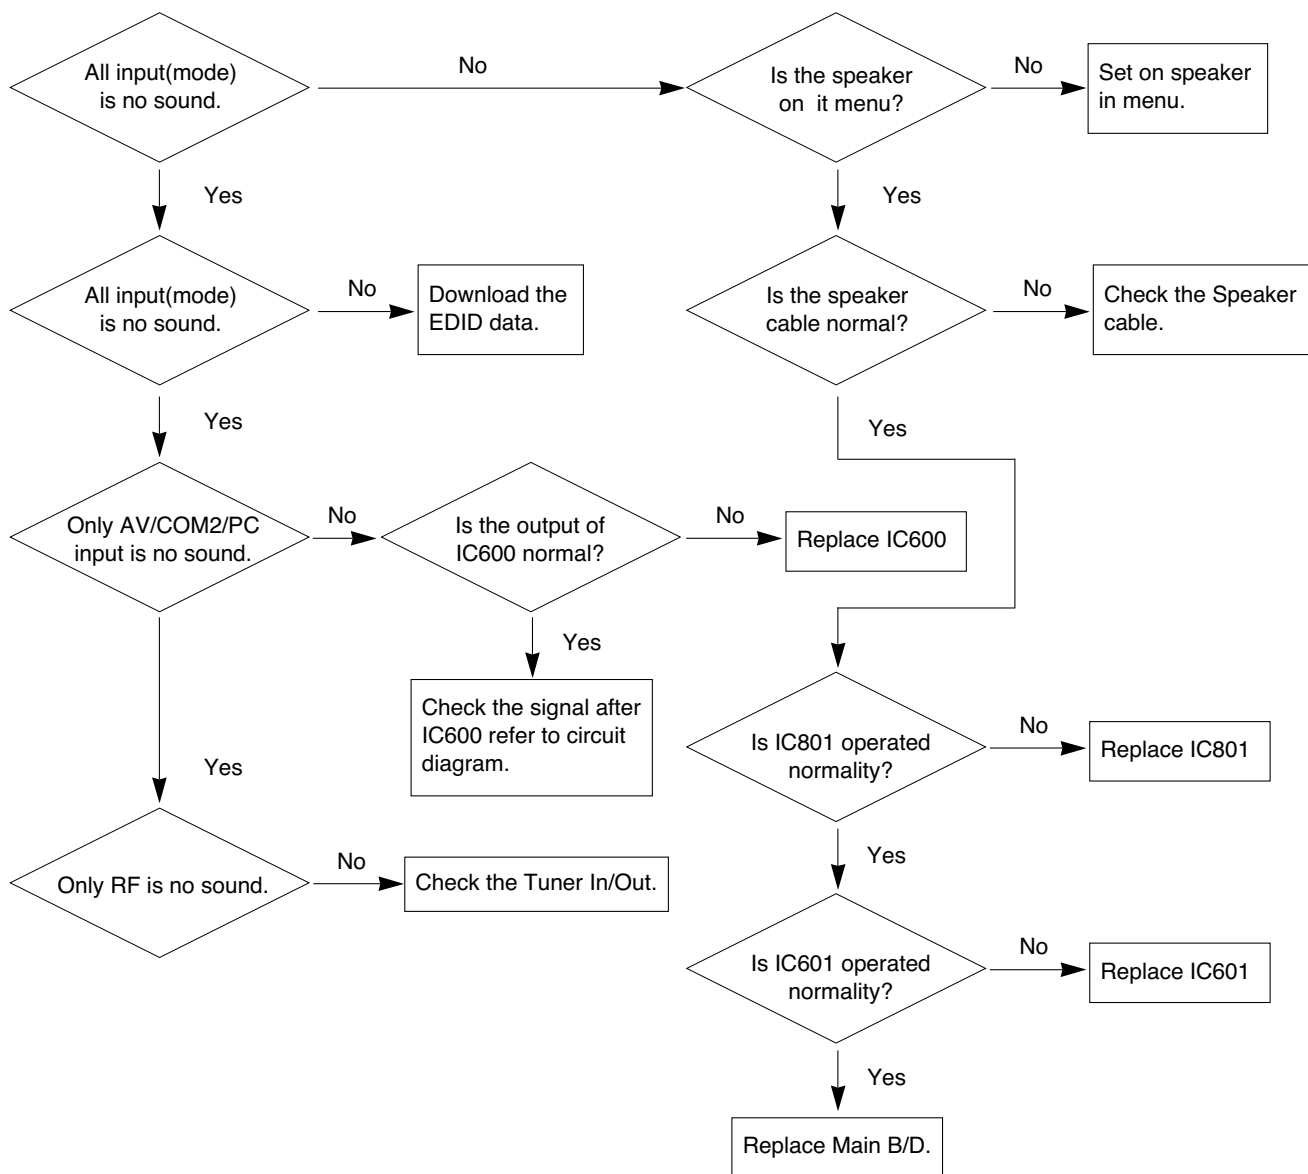 All input(mode)
is no sound.
No
Is the speaker
on it menu?
No
Set on speaker
in menu.
Yes
Yes
All input(mode)
is no sound.
No
Download the
EDID data.
Is the speaker
cable normal?
No
Check the Speaker
cable.
Yes
Yes
Only AV/COM2/PC
input is no sound.
No
Is the output of
IC600 normal?
No
Replace IC600
Yes
Check the signal after
IC600 refer to circuit
diagram.
Yes
Is IC801 operated
normality?
No
Replace IC801
Only RF is no sound.
No
Check the Tuner In/Out.
Yes
Is IC601 operated
normality?
No
Replace IC601
Yes
Replace Main B/D.